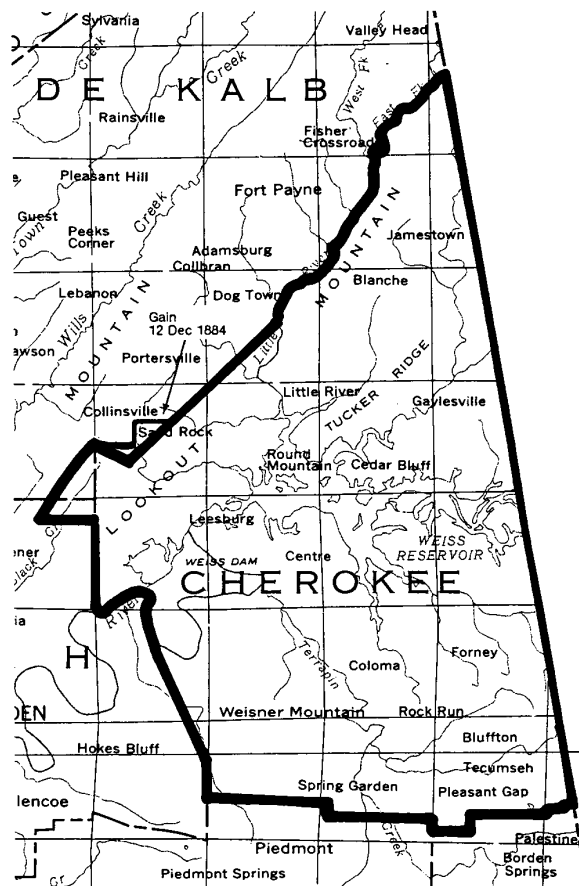 Sylvania
Valley Head
Creek
Creek
West Fk
DE KALB
Rainsville
East
Fisher
Crossroad
Pleasant Hill
Fort Payne
Creek
Guest
Peeks
Corner
Jamestown
Adamsburg
Collbran
River
MOUNTAIN
Blanche
Lebanon
Dog Town
Wills
MOUNTAIN
Gain
12 Dec 1884
Portersville
Little
Little River
TUCKER RIDGE
Gaylesville
Collinsville
Sand Rock
LOOKOUT
Round
Mountain
Cedar Bluff
Leesburg
WEISS
RESERVOIR
WEISS DAM
Centre
CHEROKEE
River
H
Terrapin
Coloma
Forney
Weisner Mountain
Rock Run
Bluffton
Hokes Bluff
Tecumseh
Spring Garden
Pleasant Gap
lencoe
Piedmont
Creek
Palestine
Piedmont Springs
Borden
Springs
Cr